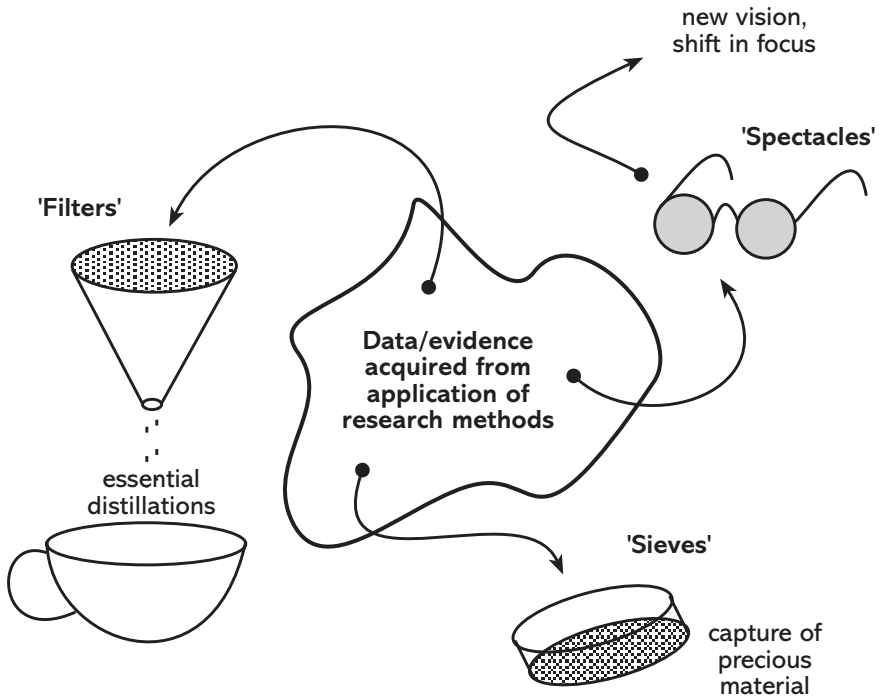 new vision,
shift in focus
'Spectacles'
'Filters'
Data/evidence
acquired from
application of
research methods
essential
distillations
'Sieves'
capture of
precious
material